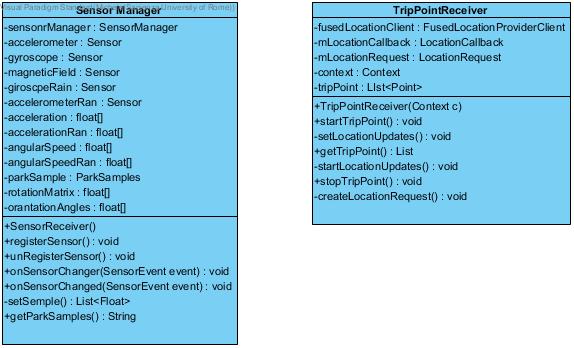 Visual Paradigm Standard (University of Rome)
Sensor Manager
-sensonrManager : SensorManager
-accelerometer : Sensor
-gyroscope : Sensor
-magneticField : Sensor
-giroscpeRain : Sensor
-accelerometerRan : Sensor
-acceleration : float[]
-accelerationRan : float[]
-angularSpeed : float[]
-angularSpeedRan : float[]
-parkSample : ParkSamples
-rotationMatrix : float[]
-orantationAngles : float[]
+SensorReceiver()
+registerSensor() : void
+unRegisterSensor() : void
+onSensorChanger(SensorEvent event) : void
+onSensorChanged(SensorEvent event) : void
-setSemple() : List<Float>
+getParkSamples() : String
TripPointReceiver
-fusedLocationClient : FusedLocationProviderClient
-mLocationCallback : LocationCallback
-mLocationRequest : LocationRequest
-context : Context
-tripPoint : LIst<Point>
+TripPointReceiver(Context c)
+startTripPoint() : void
-setLocationUpdates() : void
+getTripPoint() : List
-startLocationUpdates() : void
+stopTripPoint() : void
-createLocationRequest() : void